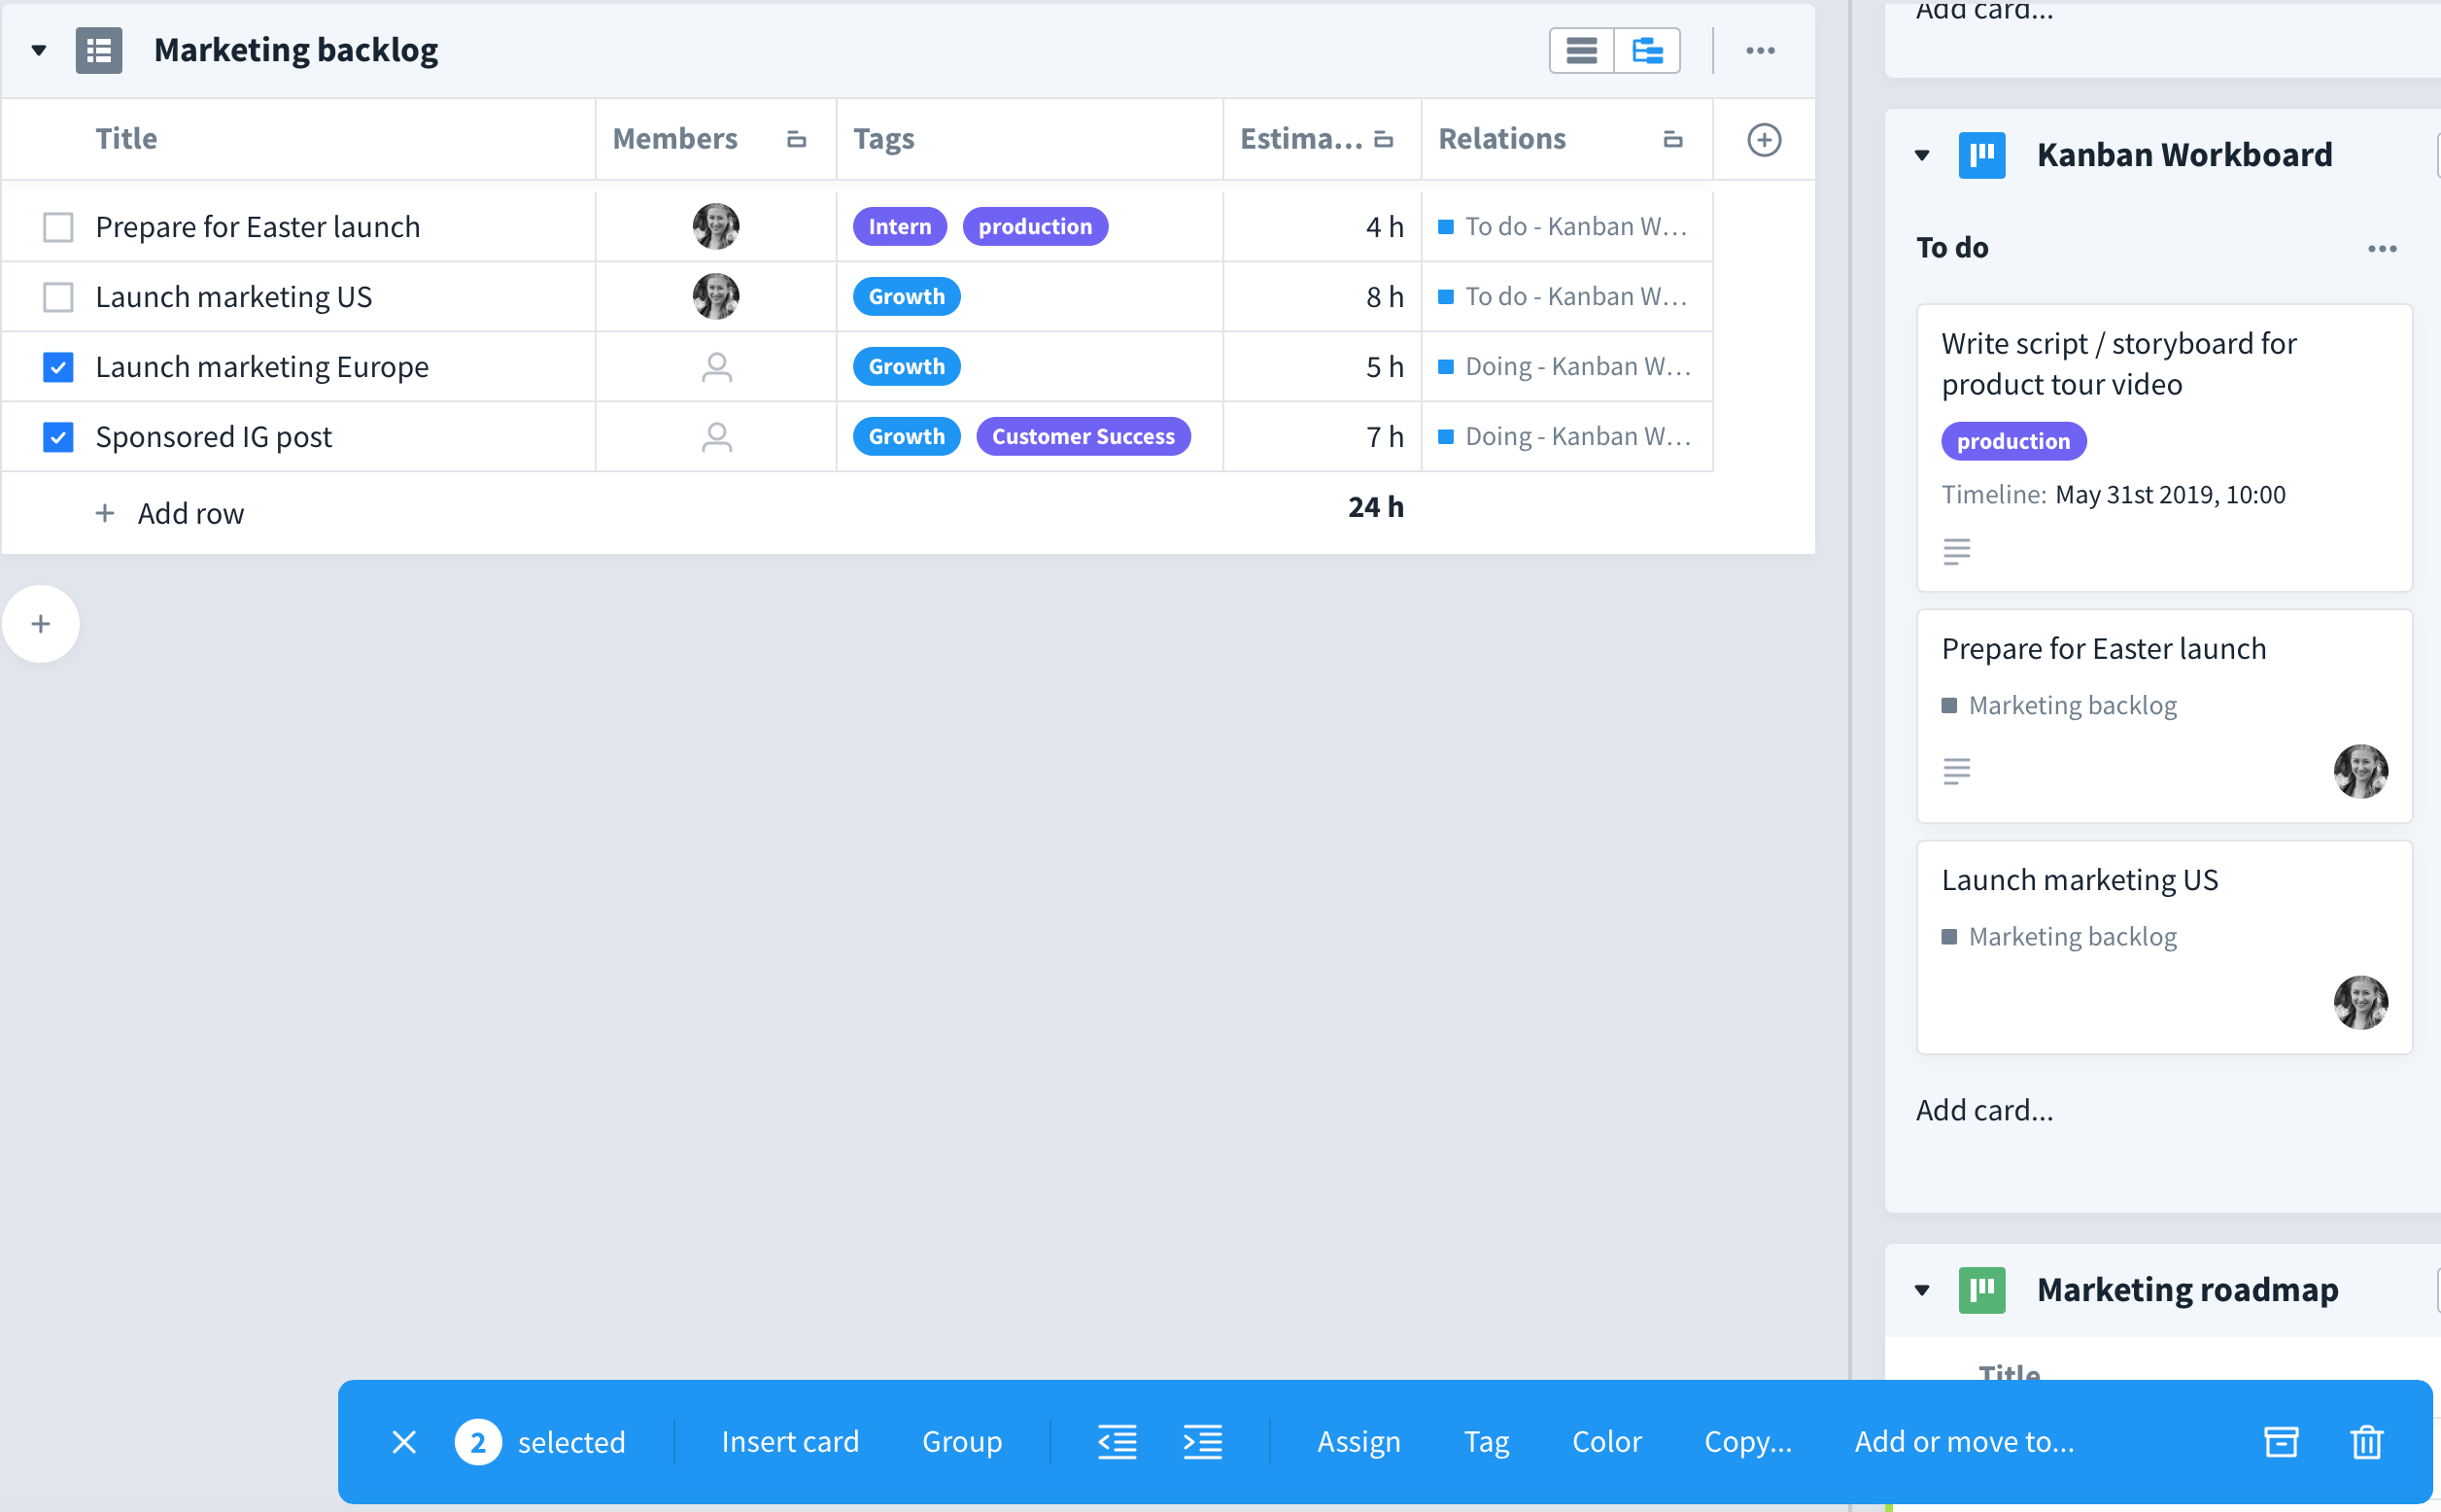 Marketing backlog
Title Members Tags Estima... Relations
Prepare for Easter launch Intern production 4 h To do - Kanban W...
Launch marketing US Growth 8 h To do - Kanban W...
Launch marketing Europe Growth 5 h Doing - Kanban W...
Sponsored IG post Growth Customer Success 7 h Doing - Kanban W...
+ Add row 24 h
+
Add card...
Kanban Workboard
To do
Write script / storyboard for
product tour video
production
Timeline: May 31st 2019, 10:00
Prepare for Easter launch
Marketing backlog
Launch marketing US
Marketing backlog
Add card...
Marketing roadmap
Title
2 selected Insert card Group Assign Tag Color Copy... Add or move to...